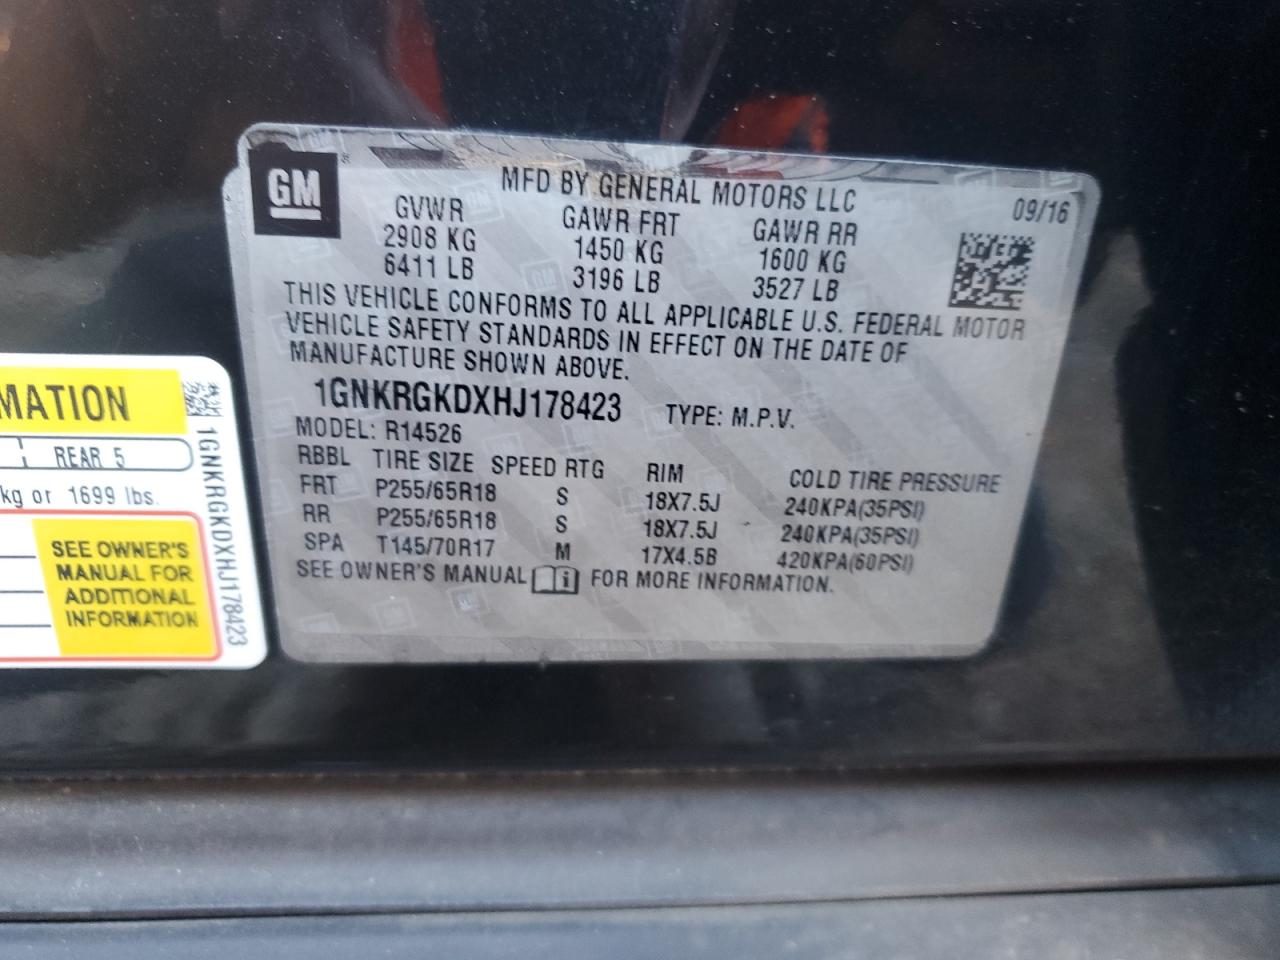 GM
MFD BY GENERAL MOTORS LLC
09/16
GVWR GAWR FRT GAWR RR
2908 KG 1450 KG 1600 KG
6411 LB 3196 LB 3527 LB
THIS VEHICLE CONFORMS TO ALL APPLICABLE U.S. FEDERAL MOTOR
VEHICLE SAFETY STANDARDS IN EFFECT ON THE DATE OF
MANUFACTURE SHOWN ABOVE.
1GNKRGKDXHJ178423 TYPE: M.P.V.
MODEL: R14526
RBBL TIRE SIZE SPEED RTG RIM COLD TIRE PRESSURE
FRT P255/65R18 S 18X7.5J 240KPA(35PSI)
RR P255/65R18 S 18X7.5J 240KPA(35PSI)
SPA T145/70R17 M 17X4.5B 420KPA(60PSI)
SEE OWNER'S MANUAL FOR MORE INFORMATION.
MATION
REAR 5
kg or 1699 lbs.
SEE OWNER'S
MANUAL FOR
ADDITIONAL
INFORMATION
1GNKRGKDXHJ178423